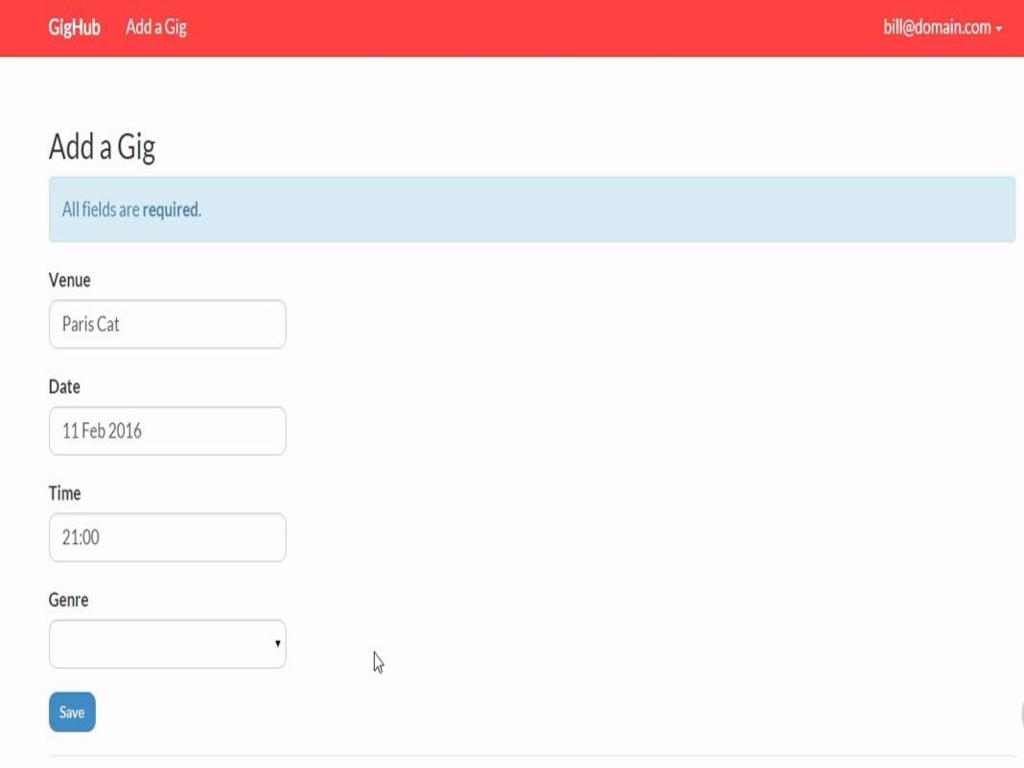 GigHub Add a Gig bill@domain.com
Add a Gig
All fields are required.
Venue
Paris Cat
Date
11 Feb 2016
Time
21:00
Genre
Save